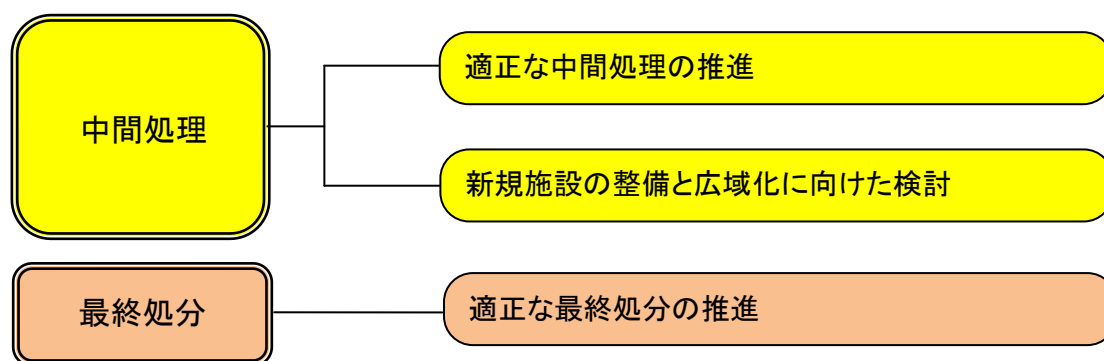 中間処理
適正な中間処理の推進
新規施設の整備と広域化に向けた検討
最終処分
適正な最終処分の推進